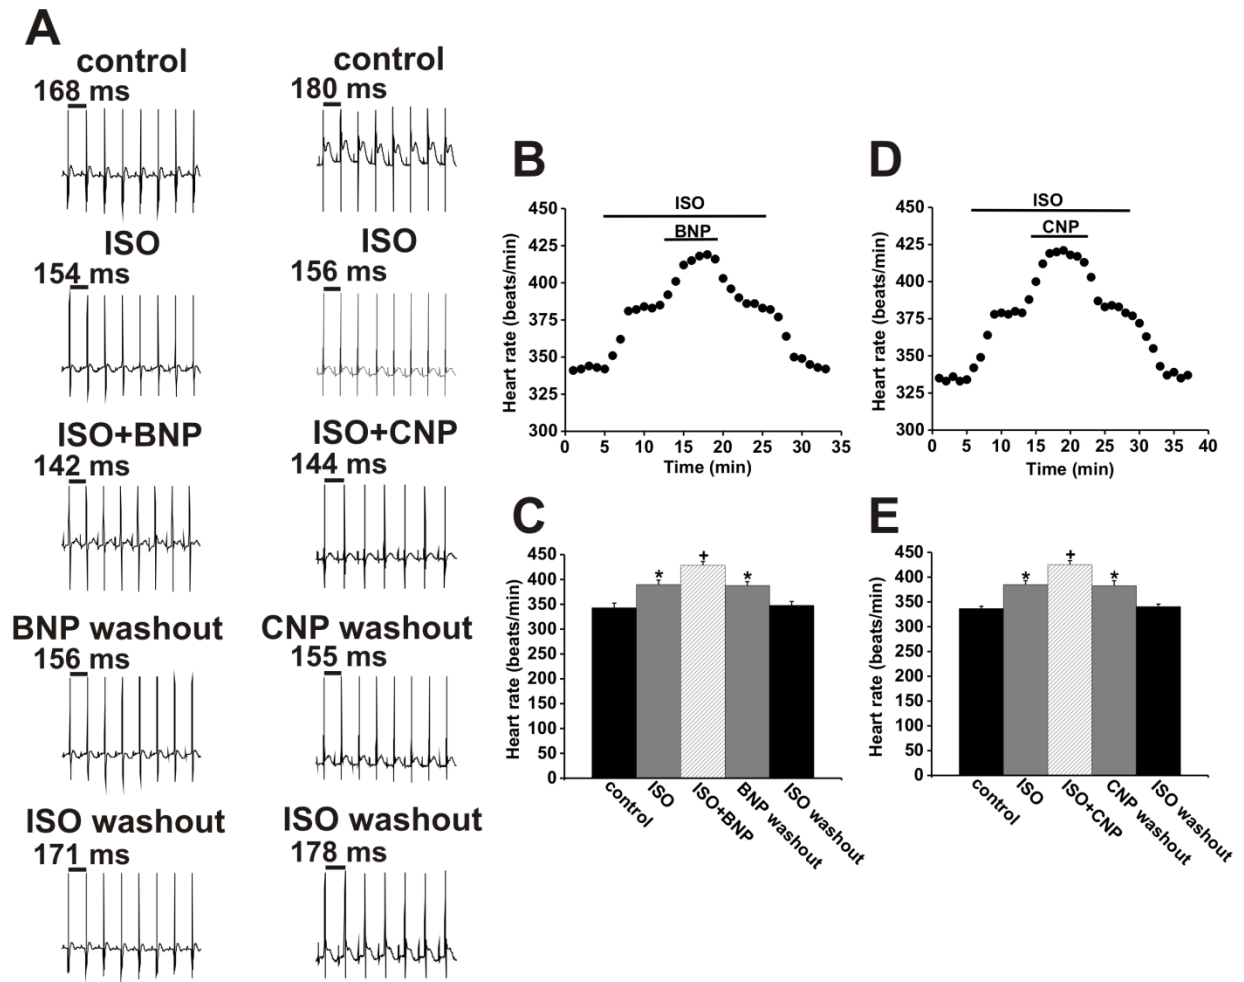 A
control
168 ms
control
180 ms
ISO
154 ms
ISO
156 ms
ISO+BNP
142 ms
ISO+CNP
144 ms
BNP washout
156 ms
CNP washout
155 ms
ISO washout
171 ms
ISO washout
178 ms
B
ISO
BNP
450
425
400
375
350
325
300
Heart rate (beats/min)
0 5 10 15 20 25 30 35
Time (min)
D
ISO
CNP
450
425
400
375
350
325
300
Heart rate (beats/min)
0 5 10 15 20 25 30 35 40
Time (min)
C
450
400
350
300
250
200
150
100
50
0
Heart rate (beats/min)
* + *
control
ISO
ISO+BNP
BNP washout
ISO washout
E
450
400
350
300
250
200
150
100
50
0
Heart rate (beats/min)
* + *
control
ISO
ISO+CNP
CNP washout
ISO washout